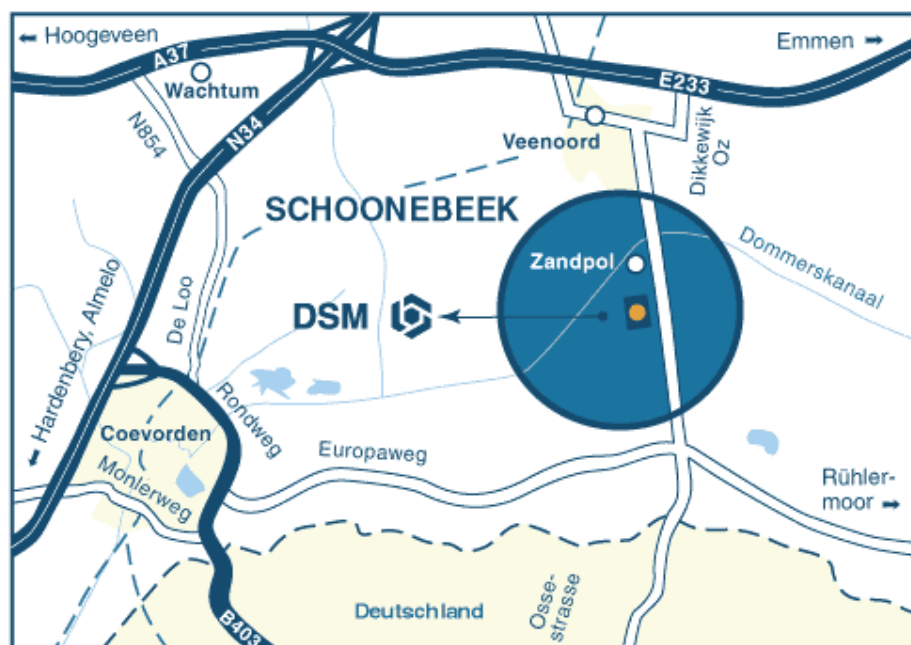 Hoogeveen
Emmen
A37
E233
Wachtum
N854
N34
Veenoord
Dikkewijk
Oz
SCHOONEBEEK
Zandpol
Dommerskanaal
DSM
De Loo
Hardenbery, Almelo
Rondweg
Coevorden
Europaweg
Monlerweg
Rühler-
moor
Deutschland
Osse-
strasse
B403